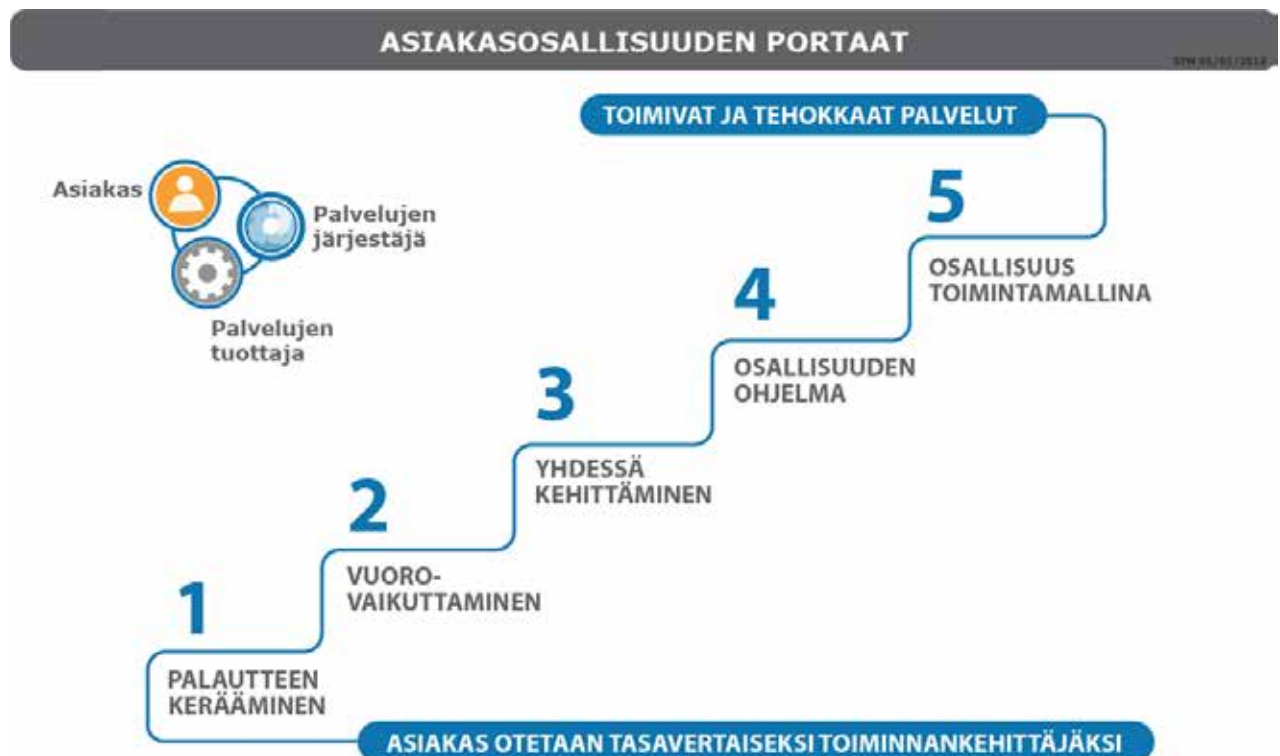 ASIAKASOSALLISUUDEN PORTAAT
TOIMIVAT JA TEHOKKAAT PALVELUT
Asiakas
Palvelujen
järjestäjä
Palvelujen
tuottaja
5
OSALLISUUS
TOIMINTAMALLINA
4
OSALLISUUDEN
OHJELMA
3
YHDESSÄ
KEHITTÄMINEN
2
VUORO-
VAIKUTTAMINEN
1
PALAUTTEEN
KERÄÄMINEN
ASIAKAS OTETAAN TASAVERTAISEKSI TOIMINNANKEHITTÄJÄKSI